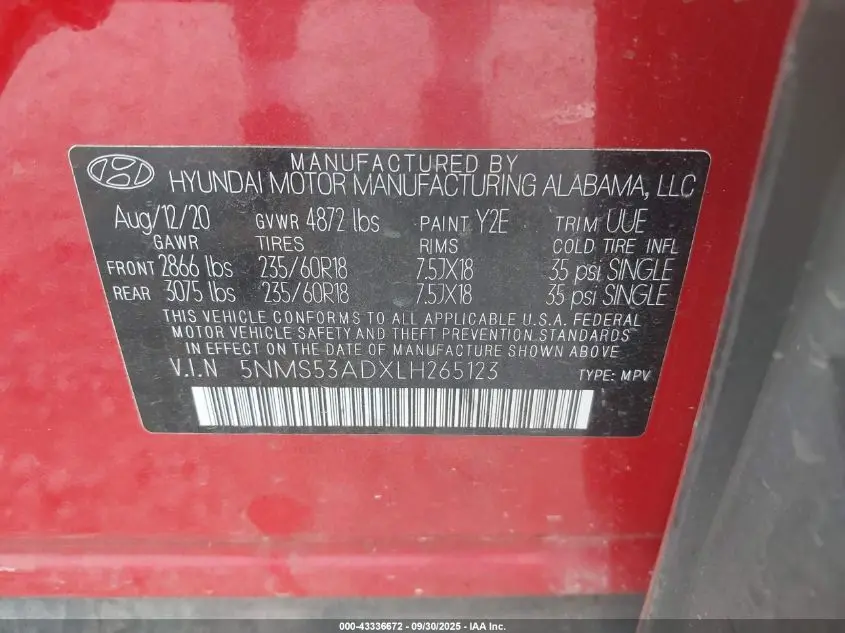 MANUFACTURED BY
HYUNDAI MOTOR MANUFACTURING ALABAMA, LLC
Aug/12/20 GVWR 4872 lbs PAINT Y2E TRIM UUE
GAWR TIRES RIMS COLD TIRE INFL
FRONT 2866 lbs 235/60R18 7.5JX18 35 psi SINGLE
REAR 3075 lbs 235/60R18 7.5JX18 35 psi SINGLE
THIS VEHICLE CONFORMS TO ALL APPLICABLE U.S.A. FEDERAL
MOTOR VEHICLE SAFETY AND THEFT PREVENTION STANDARDS
IN EFFECT ON THE DATE OF MANUFACTURE SHOWN ABOVE.
V.I.N 5NMS53ADXLH265123 TYPE: MPV
000-43336672 - 09/30/2025 - IAA Inc.